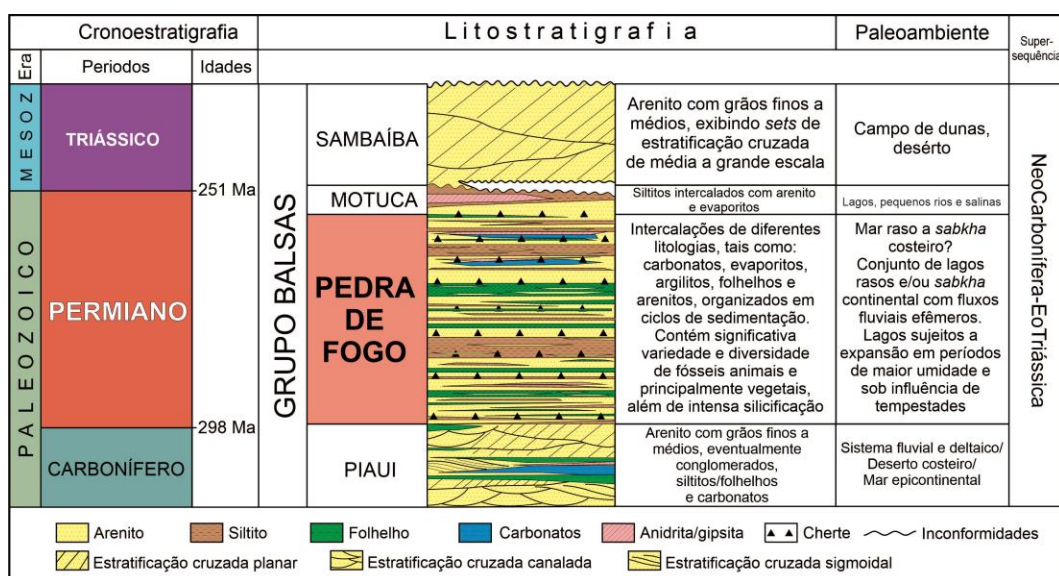 Cronoestratigrafia
Litostratigrafia
Paleoambiente
Super-
sequência
Era
Periodos
Idades
MESOZ
TRIÁSSICO
251 Ma
PALEOZOICO
PERMIANO
298 Ma
CARBONÍFERO
GRUPO BALSAS
SAMBAÍBA
Arenito com grãos finos a
médios, exibindo sets de
estratificação cruzada
de média a grande escala
Campo de dunas,
desérto
MOTUCA
Siltitos intercalados com arenito
e evaporitos
Lagos, pequenos rios e salinas
PEDRA
DE
FOGO
Intercalações de diferentes
litologias, tais como:
carbonatos, evaporitos,
argilitos, folhelhos e
arenitos, organizados em
ciclos de sedimentação.
Contém significativa
variedade e diversidade
de fósseis animais e
principalmente vegetais,
além de intensa silicificação
Mar raso a sabkha
costeiro?
Conjunto de lagos
rasos e/ou sabkha
continental com fluxos
fluviais efêmeros.
Lagos sujeitos a
expansão em períodos
de maior umidade e
sob influência de
tempestades
PIAUI
Arenito com grãos finos a
médios, eventualmente
conglomerados,
siltitos/folhelhos
e carbonatos
Sistema fluvial e deltaico/
Deserto costeiro/
Mar epicontinental
NeoCarbonífera-EoTriássica
Arenito
Siltito
Folhelho
Carbonatos
Anidrita/gipsita
Cherte
Inconformidades
Estratificação cruzada planar
Estratificação cruzada canalada
Estratificação cruzada sigmoidal